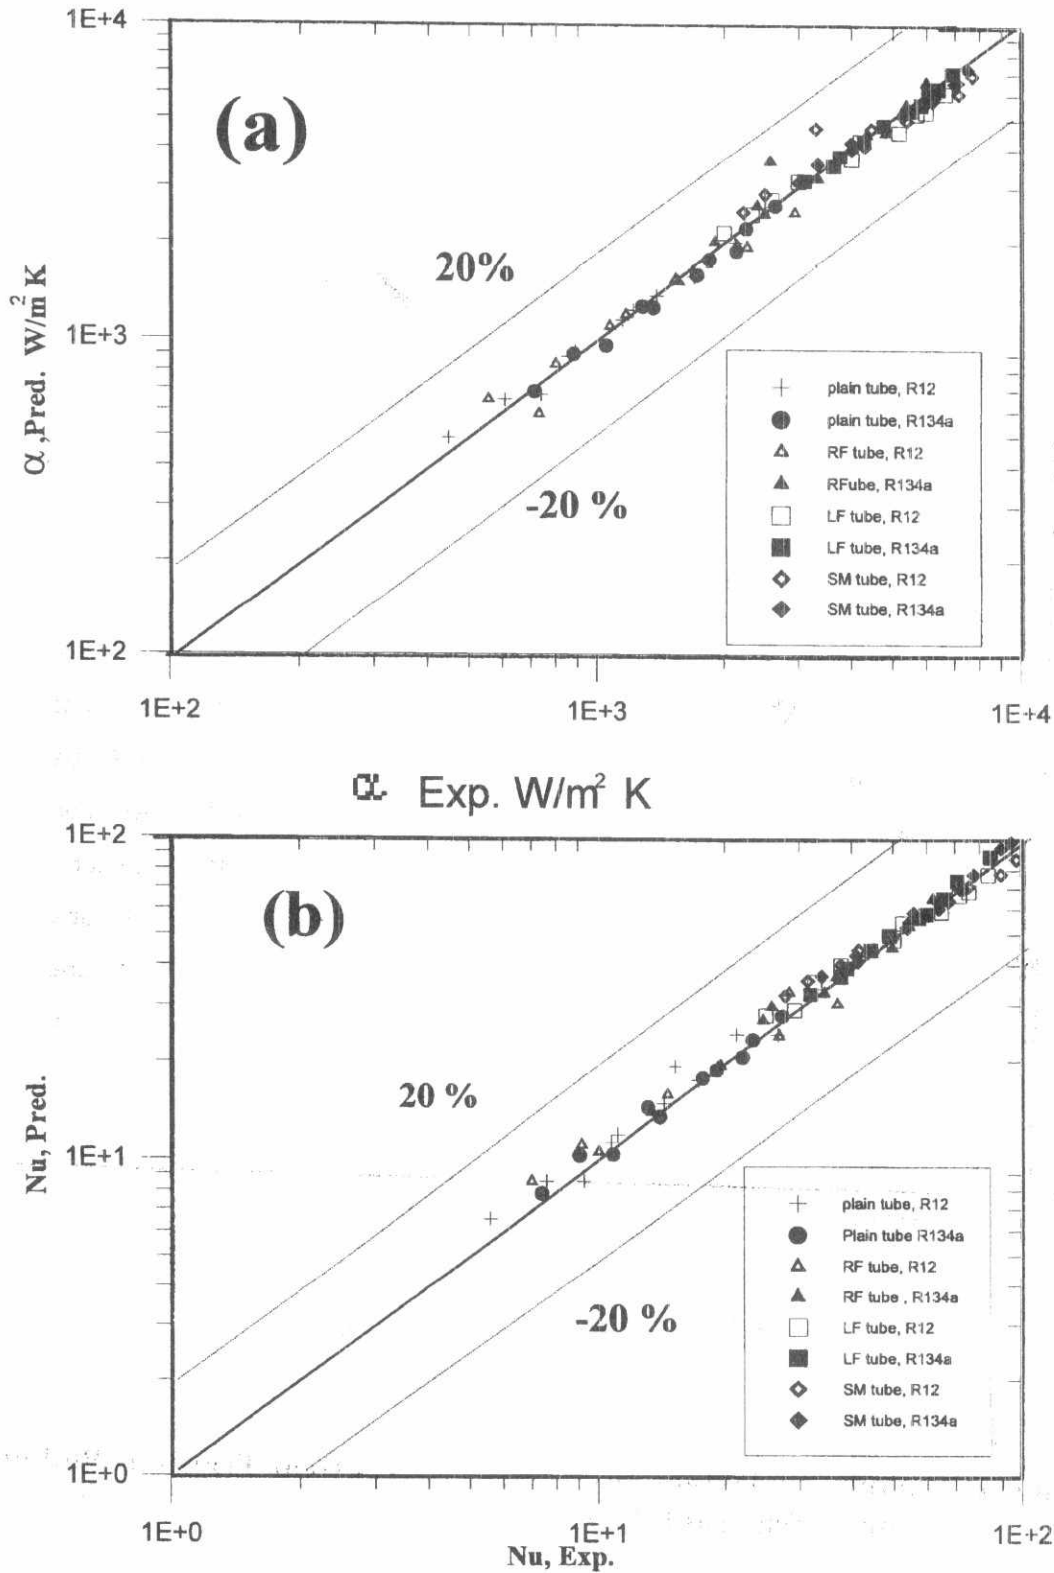 1E+4
(a)
20%
α ,Pred. W/m² K
1E+3
-20 %
plain tube, R12
plain tube, R134a
RF tube, R12
RFube, R134a
LF tube, R12
LF tube, R134a
SM tube, R12
SM tube, R134a
1E+2
1E+2 1E+3 1E+4
α Exp. W/m² K
1E+2
(b)
20 %
Nu, Pred.
1E+1
-20 %
plain tube, R12
Plain tube R134a
RF tube, R12
RF tube , R134a
LF tube, R12
LF tube, R134a
SM tube, R12
SM tube, R134a
1E+0
1E+0 1E+1 1E+2
Nu, Exp.